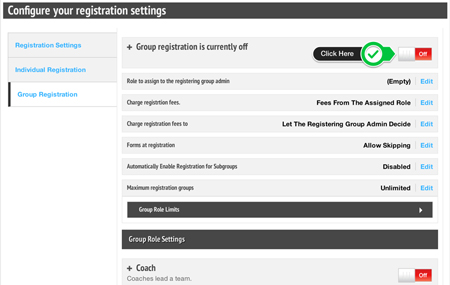 Configure your registration settings
Registration Settings
Individual Registration
Group Registration
+ Group registration is currently off
Click Here
Off
Role to assign to the registering group admin (Empty) Edit
Charge registrtion fees. Fees From The Assigned Role Edit
Charge registration fees to Let The Registering Group Admin Decide Edit
Forms at registration Allow Skipping Edit
Automatically Enable Registration for Subgroups Disabled Edit
Maximum registration groups Unlimited Edit
Group Role Limits
Group Role Settings
+ Coach
Coaches lead a team.
Off